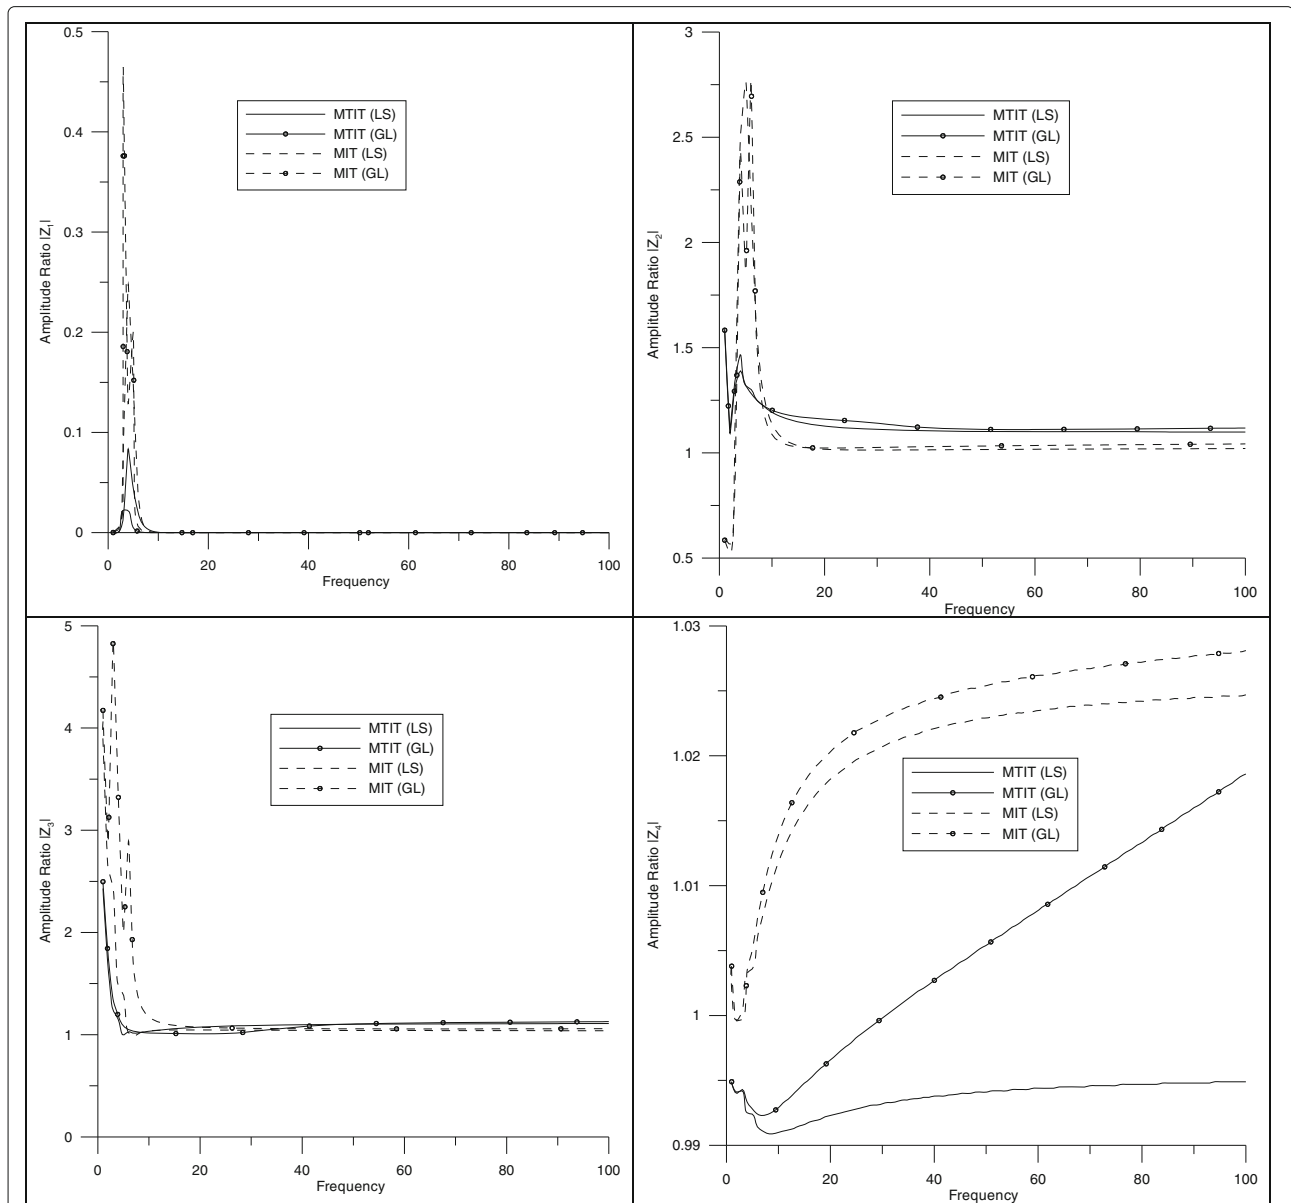 0.5
0.4
0.3
0.2
0.1
0
Amplitude Ratio |Z1|
MTIT (LS)
MTIT (GL)
MIT (LS)
MIT (GL)
0 20 40 60 80 100
Frequency
3
2.5
2
1.5
1
0.5
Amplitude Ratio |Z2|
MTIT (LS)
MTIT (GL)
MIT (LS)
MIT (GL)
0 20 40 60 80 100
Frequency
5
4
3
2
1
0
Amplitude Ratio |Z3|
MTIT (LS)
MTIT (GL)
MIT (LS)
MIT (GL)
0 20 40 60 80 100
Frequency
1.03
1.02
1.01
1
0.99
Amplitude Ratio |Z4|
MTIT (LS)
MTIT (GL)
MIT (LS)
MIT (GL)
0 20 40 60 80 100
Frequency